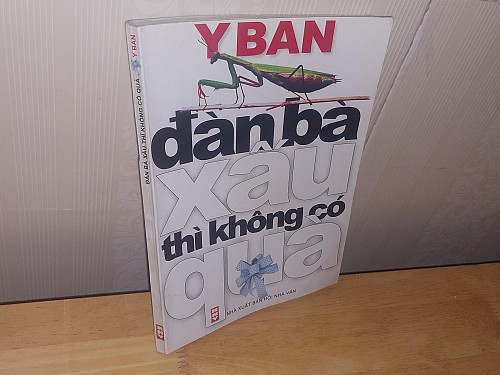 Y BAN
đàn bà
xấu
thì không có
quà
NHÀ XUẤT BẢN HỘI NHÀ VĂN
ĐÀN BÀ XẤU THÌ KHÔNG CÓ QUÀ
Y BAN